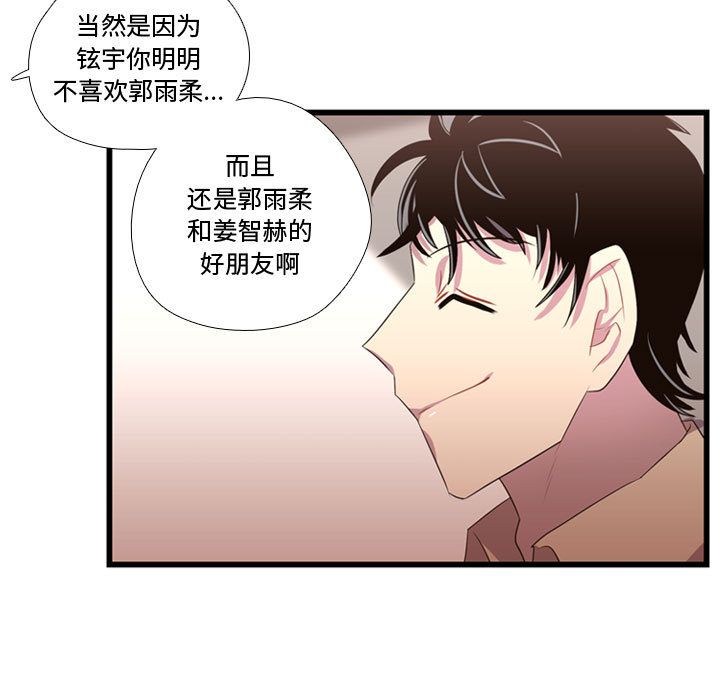 当然是因为
铉宇你明明
不喜欢郭雨柔...
而且
还是郭雨柔
和姜智赫的
好朋友啊